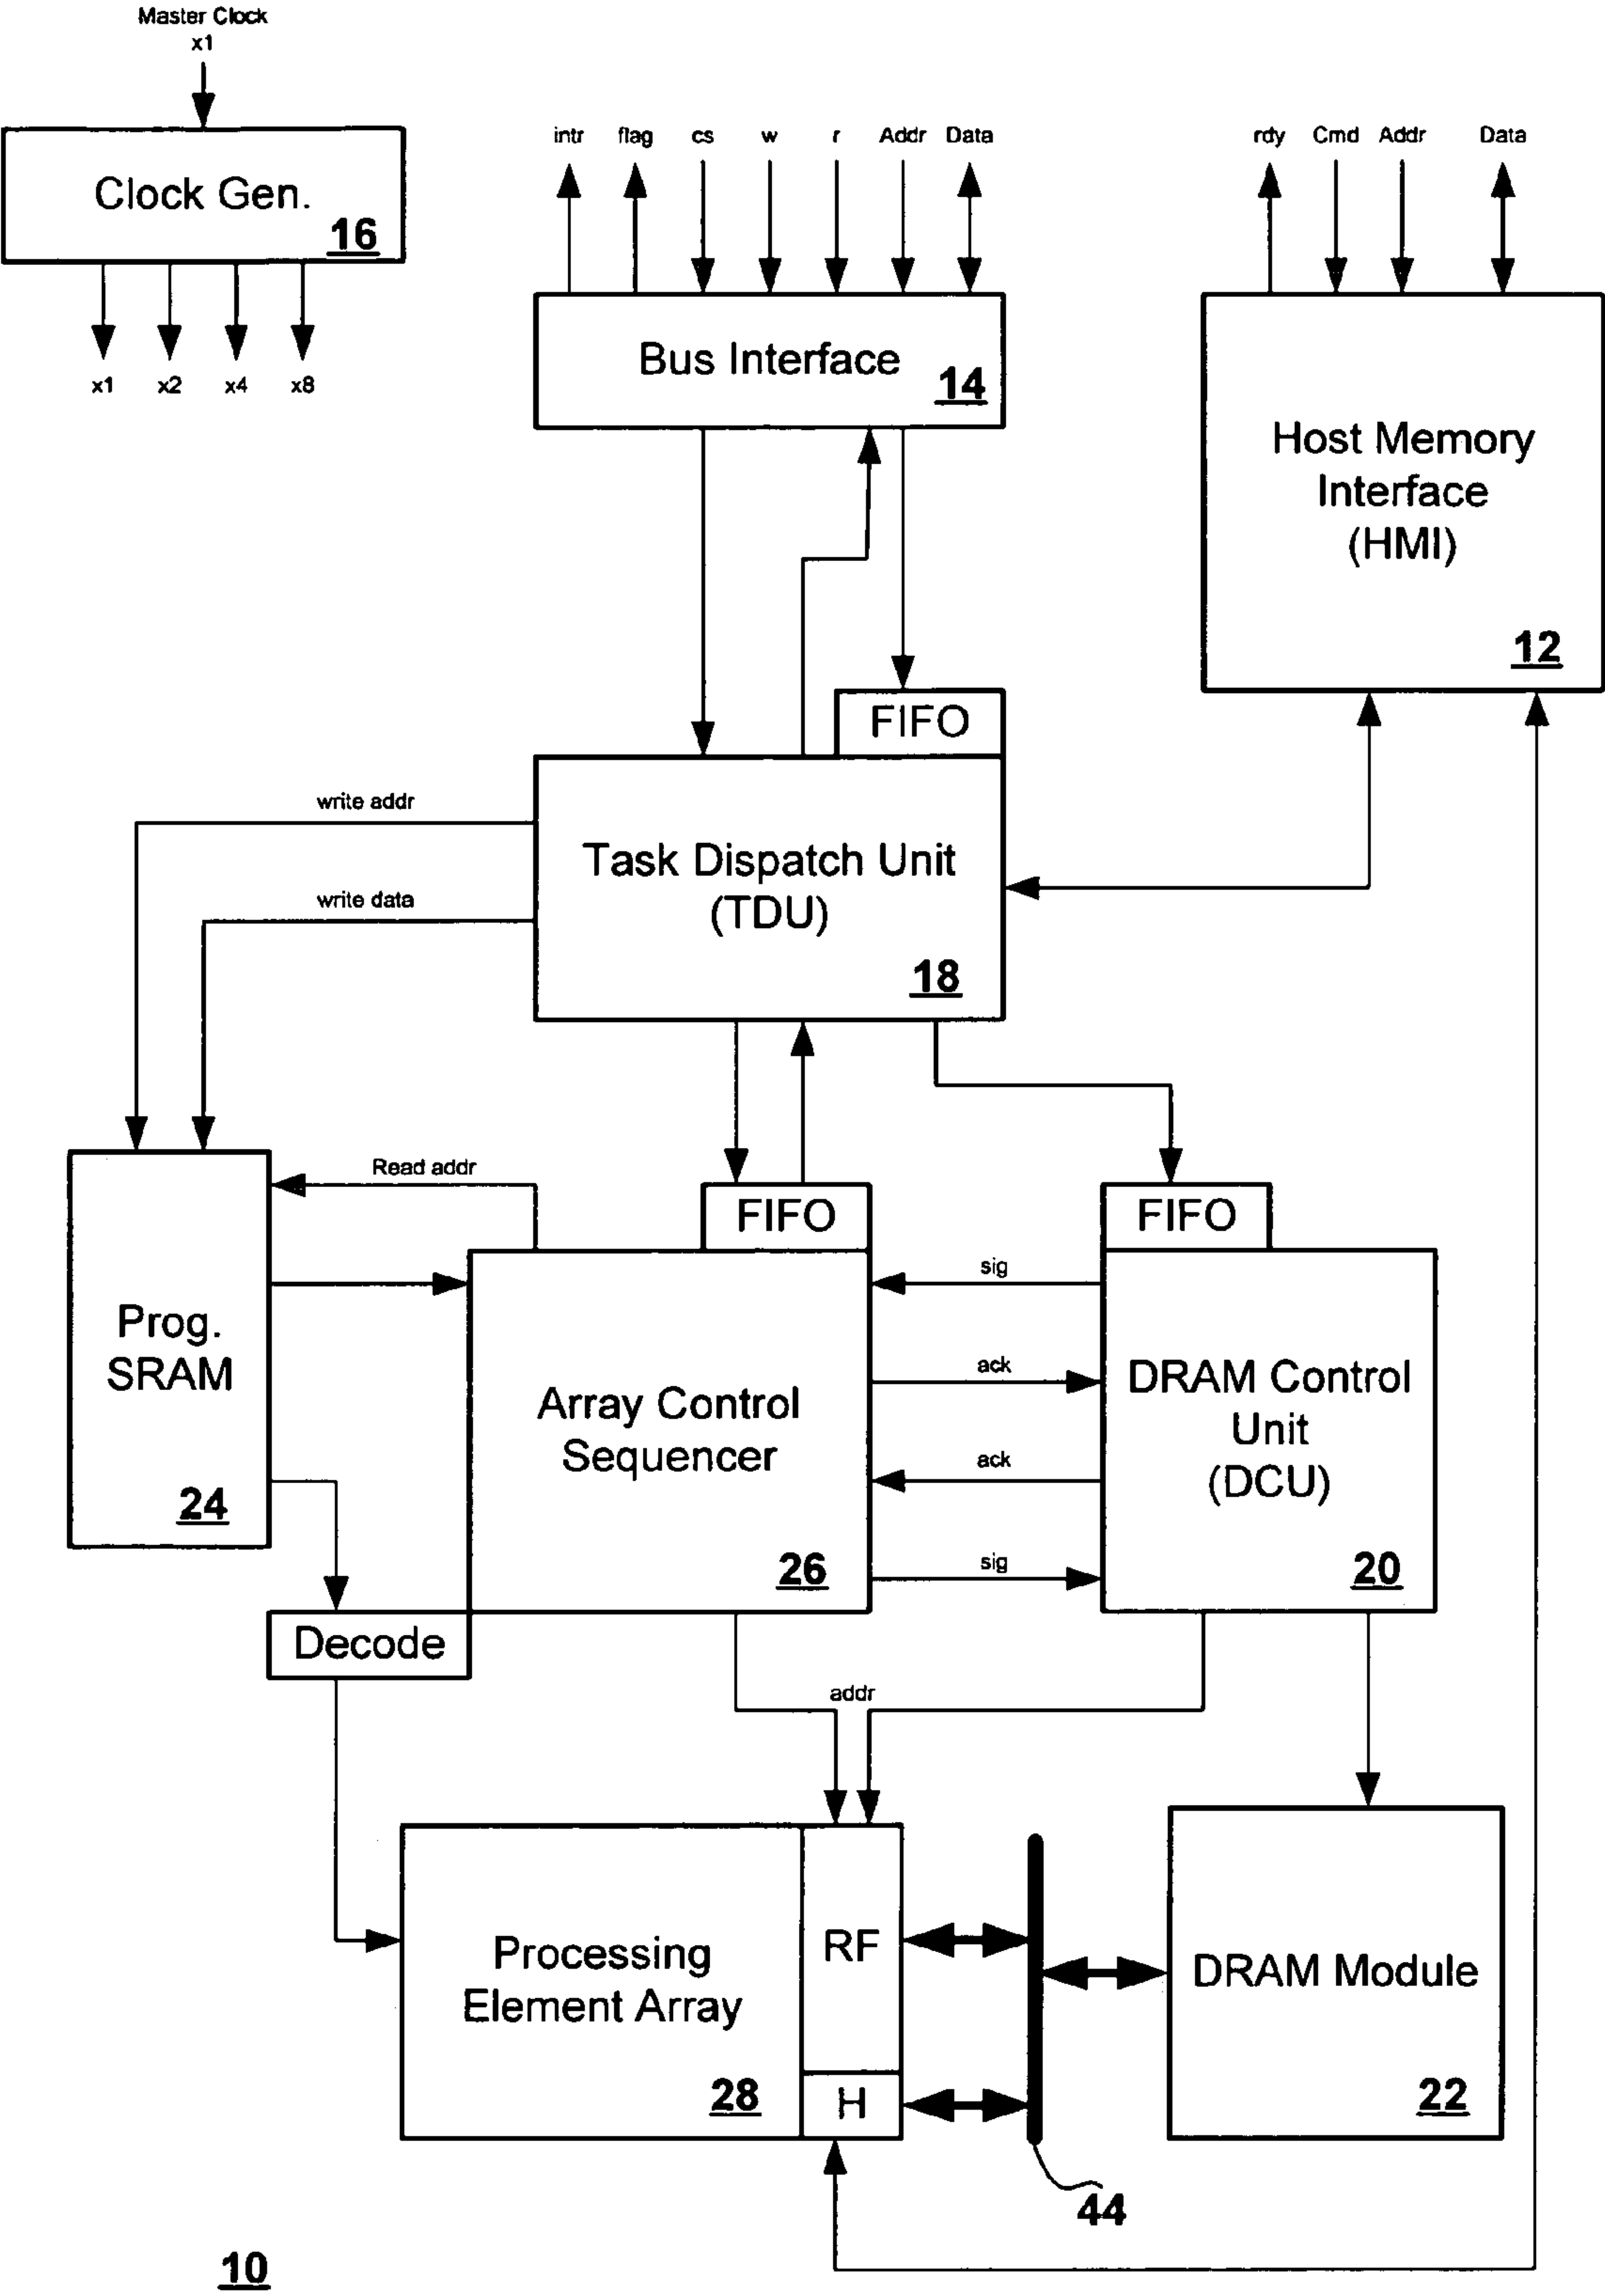 Master Clock
x1
Clock Gen.
16
x1 x2 x4 x8
intr flag cs w r Addr Data
Bus Interface
14
rdy Cmd Addr Data
Host Memory
Interface
(HMI)
12
FIFO
Task Dispatch Unit
(TDU)
18
write addr
write data
Prog.
SRAM
24
Read addr
FIFO
Array Control
Sequencer
26
sig
ack
ack
sig
FIFO
DRAM Control
Unit
(DCU)
20
Decode
addr
Processing
Element Array
28
RF
H
44
DRAM Module
22
10